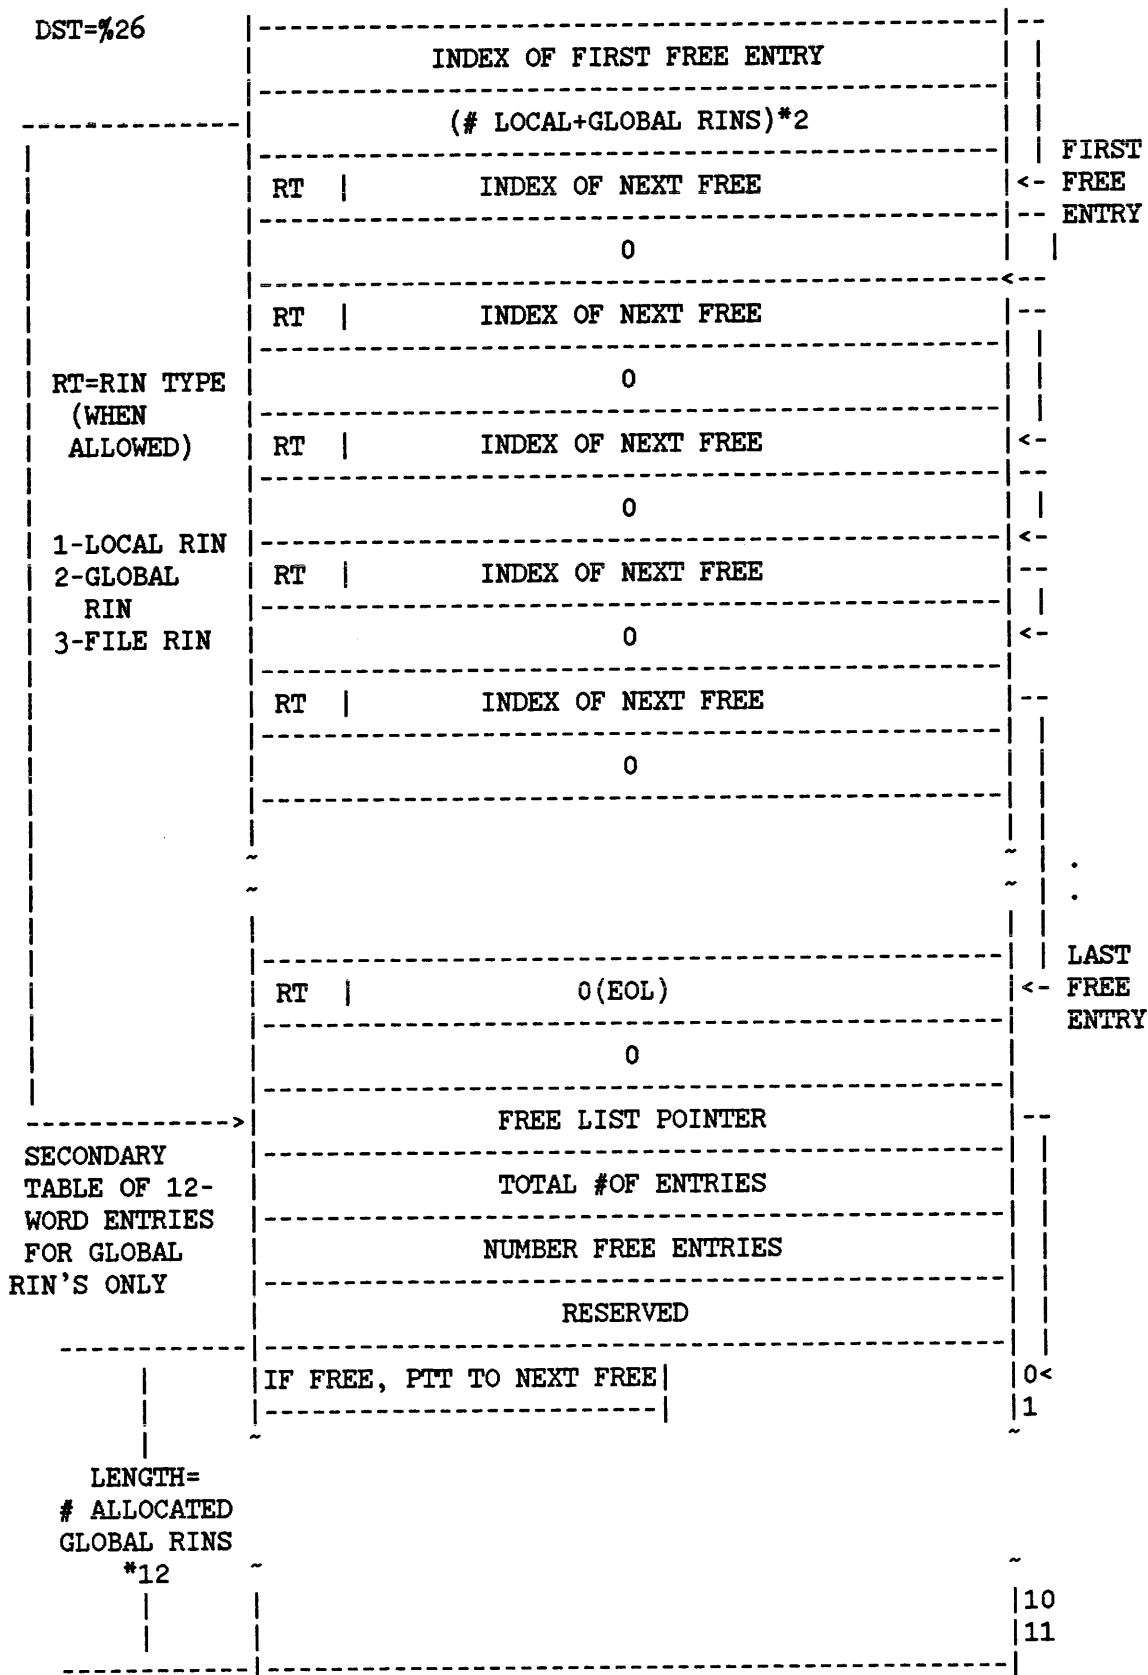 DST=%26
INDEX OF FIRST FREE ENTRY
(# LOCAL+GLOBAL RINS)*2
FIRST
RT | INDEX OF NEXT FREE <- FREE
ENTRY
0
RT | INDEX OF NEXT FREE
RT=RIN TYPE 0
(WHEN
ALLOWED) RT | INDEX OF NEXT FREE
0
1-LOCAL RIN
2-GLOBAL RT | INDEX OF NEXT FREE
RIN
3-FILE RIN 0
RT | INDEX OF NEXT FREE
0
.
.
LAST
RT | 0(EOL) <- FREE
ENTRY
0
FREE LIST POINTER
SECONDARY
TABLE OF 12- TOTAL #OF ENTRIES
WORD ENTRIES
FOR GLOBAL NUMBER FREE ENTRIES
RIN'S ONLY
RESERVED
IF FREE, PTT TO NEXT FREE| |0<
|1
LENGTH=
# ALLOCATED
GLOBAL RINS
*12
|10
|11